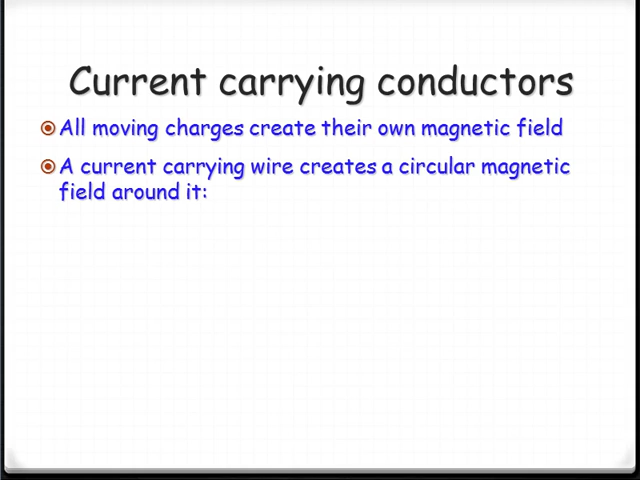 Current carrying conductors
All moving charges create their own magnetic field
A current carrying wire creates a circular magnetic
field around it: